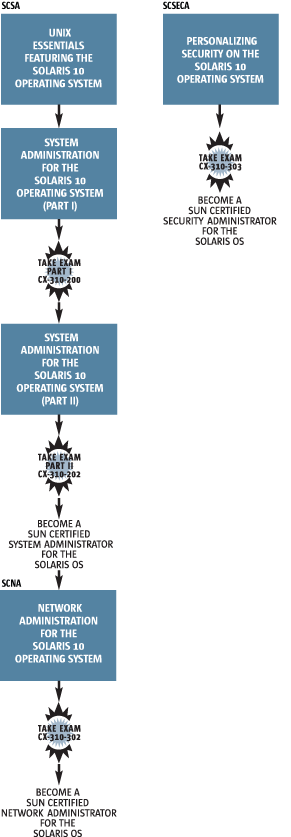 SCSA
UNIX
ESSENTIALS
FEATURING THE
SOLARIS 10
OPERATING SYSTEM
SYSTEM
ADMINISTRATION
FOR THE
SOLARIS 10
OPERATING SYSTEM
(PART I)
TAKE EXAM
PART I
CX-310-200
SYSTEM
ADMINISTRATION
FOR THE
SOLARIS 10
OPERATING SYSTEM
(PART II)
TAKE EXAM
PART II
CX-310-202
BECOME A
SUN CERTIFIED
SYSTEM ADMINISTRATOR
FOR THE
SOLARIS OS
SCNA
NETWORK
ADMINISTRATION
FOR THE
SOLARIS 10
OPERATING SYSTEM
TAKE EXAM
CX-310-302
BECOME A
SUN CERTIFIED
NETWORK ADMINISTRATOR
FOR THE
SOLARIS OS
SCSECA
PERSONALIZING
SECURITY ON THE
SOLARIS 10
OPERATING SYSTEM
TAKE EXAM
CX-310-303
BECOME A
SUN CERTIFIED
SECURITY ADMINISTRATOR
FOR THE
SOLARIS OS